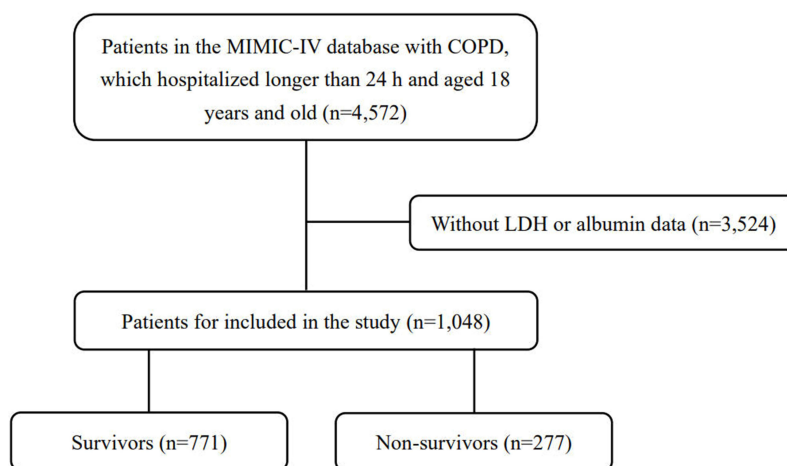 Patients in the MIMIC-IV database with COPD,
which hospitalized longer than 24 h and aged 18
years and old (n=4,572)
Without LDH or albumin data (n=3,524)
Patients for included in the study (n=1,048)
Survivors (n=771)
Non-survivors (n=277)